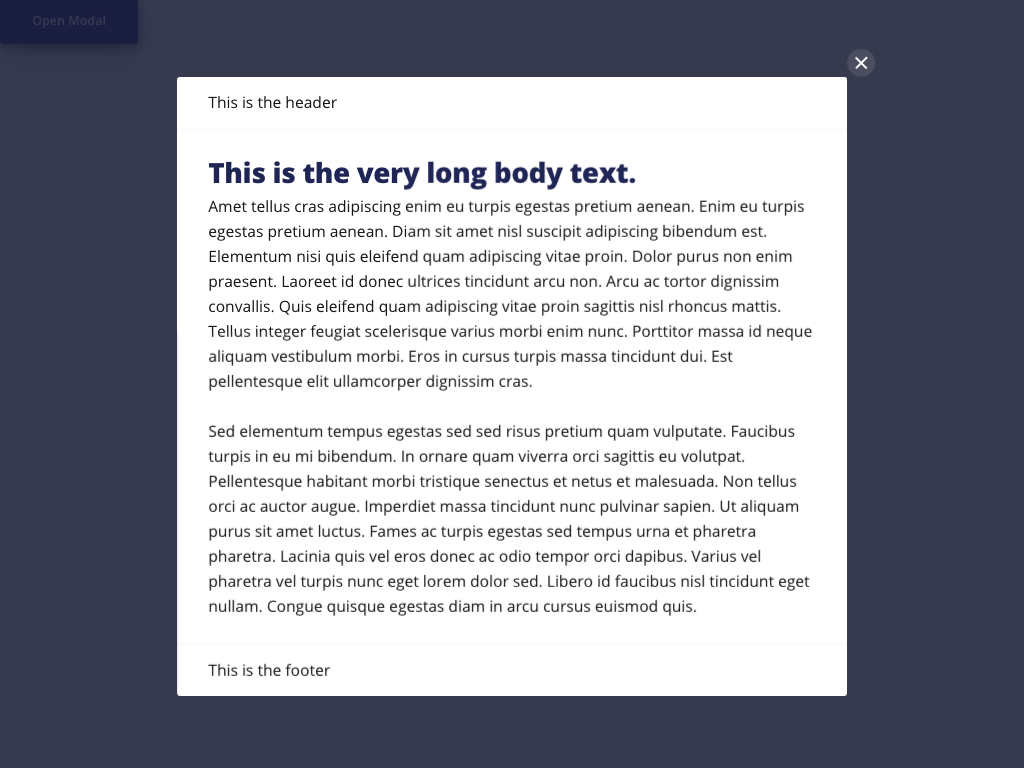 Open Modal
This is the header
This is the very long body text.
Amet tellus cras adipiscing enim eu turpis egestas pretium aenean. Enim eu turpis
egestas pretium aenean. Diam sit amet nisl suscipit adipiscing bibendum est.
Elementum nisi quis eleifend quam adipiscing vitae proin. Dolor purus non enim
praesent. Laoreet id donec ultrices tincidunt arcu non. Arcu ac tortor dignissim
convallis. Quis eleifend quam adipiscing vitae proin sagittis nisl rhoncus mattis.
Tellus integer feugiat scelerisque varius morbi enim nunc. Porttitor massa id neque
aliquam vestibulum morbi. Eros in cursus turpis massa tincidunt dui. Est
pellentesque elit ullamcorper dignissim cras.
Sed elementum tempus egestas sed sed risus pretium quam vulputate. Faucibus
turpis in eu mi bibendum. In ornare quam viverra orci sagittis eu volutpat.
Pellentesque habitant morbi tristique senectus et netus et malesuada. Non tellus
orci ac auctor augue. Imperdiet massa tincidunt nunc pulvinar sapien. Ut aliquam
purus sit amet luctus. Fames ac turpis egestas sed tempus urna et pharetra
pharetra. Lacinia quis vel eros donec ac odio tempor orci dapibus. Varius vel
pharetra vel turpis nunc eget lorem dolor sed. Libero id faucibus nisl tincidunt eget
nullam. Congue quisque egestas diam in arcu cursus euismod quis.
This is the footer